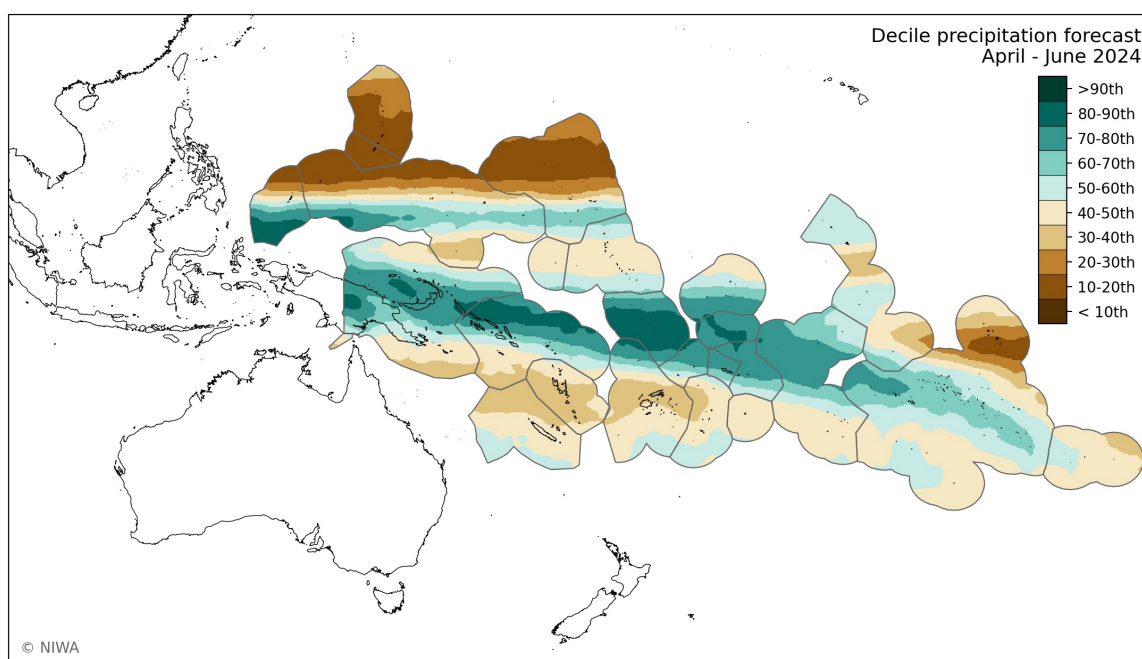 Decile precipitation forecast
April - June 2024
>90th
80-90th
70-80th
60-70th
50-60th
40-50th
30-40th
20-30th
10-20th
< 10th
© NIWA